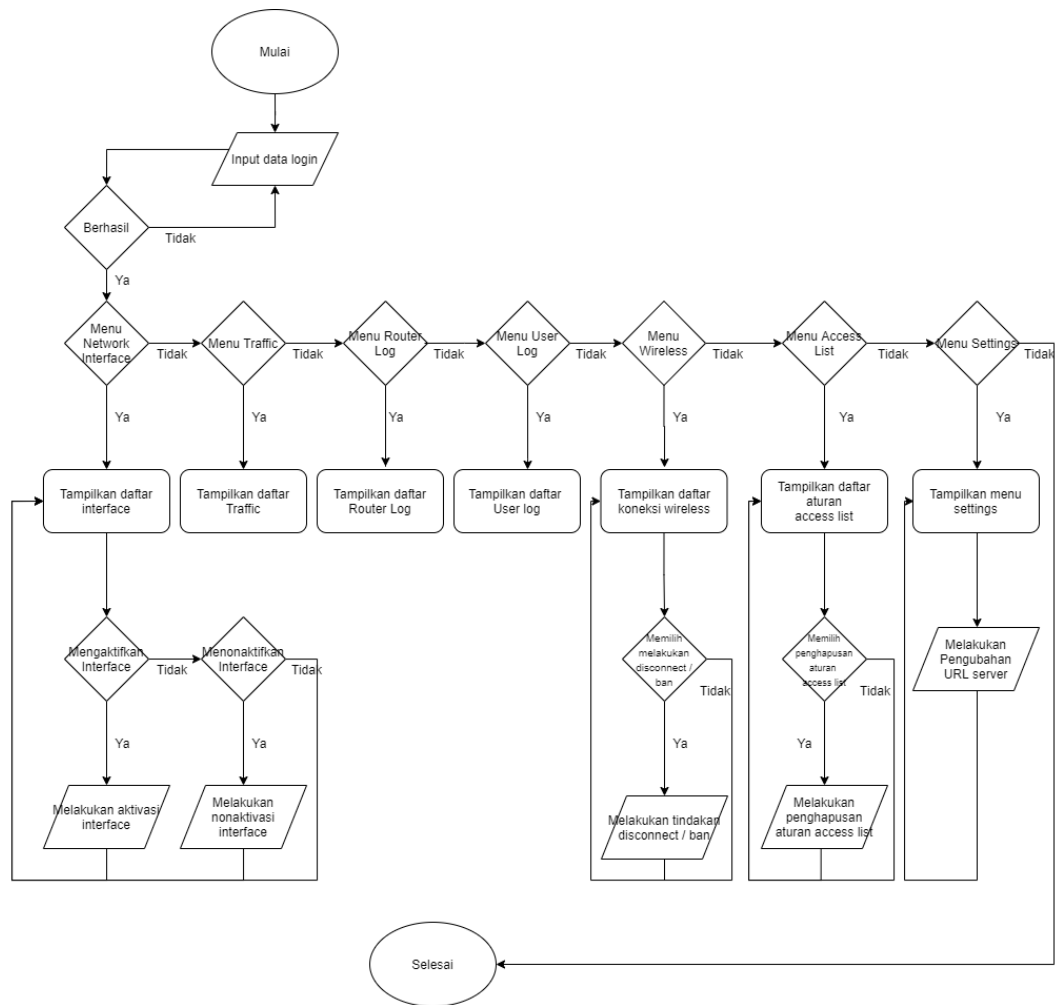 Mulai
Input data login
Berhasil
Tidak
Ya
Menu
Network
Interface
Tidak
Menu Traffic
Tidak
Menu Router
Log
Tidak
Menu User
Log
Tidak
Menu
Wireless
Tidak
Menu Access
List
Tidak
Menu Settings
Tidak
Ya
Ya
Ya
Ya
Ya
Ya
Ya
Tampilkan daftar
interface
Tampilkan daftar
Traffic
Tampilkan daftar
Router Log
Tampilkan daftar
User log
Tampilkan daftar
koneksi wireless
Tampilkan daftar
aturan
access list
Tampilkan menu
settings
Mengaktifkan
Interface
Tidak
Menonaktifkan
Interface
Tidak
Memilih
melakukan
disconnect /
ban
Tidak
Memilih
penghapusan
aturan
access list
Tidak
Melakukan
Pengubahan
URL server
Ya
Ya
Ya
Ya
Melakukan aktivasi
interface
Melakukan
nonaktivasi
interface
Melakukan tindakan
disconnect / ban
Melakukan
penghapusan
aturan access list
Selesai